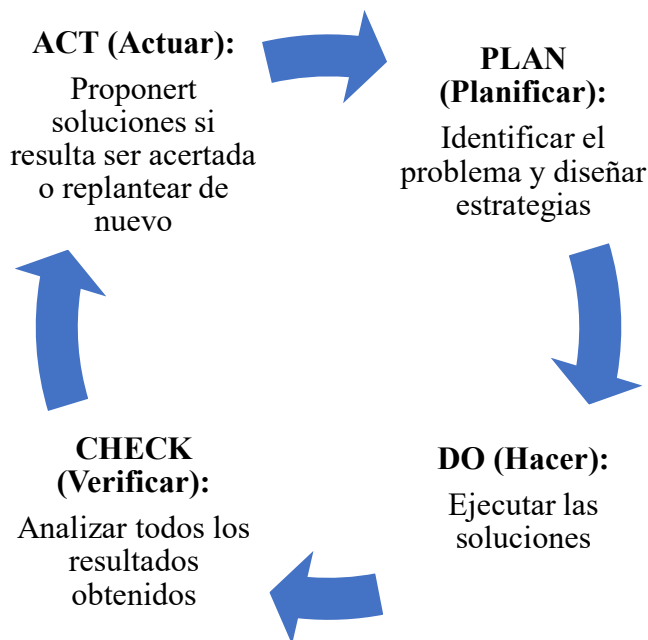 ACT (Actuar):
Proponert
soluciones si
resulta ser acertada
o replantear de
nuevo
PLAN
(Planificar):
Identificar el
problema y diseñar
estrategias
DO (Hacer):
Ejecutar las
soluciones
CHECK
(Verificar):
Analizar todos los
resultados
obtenidos